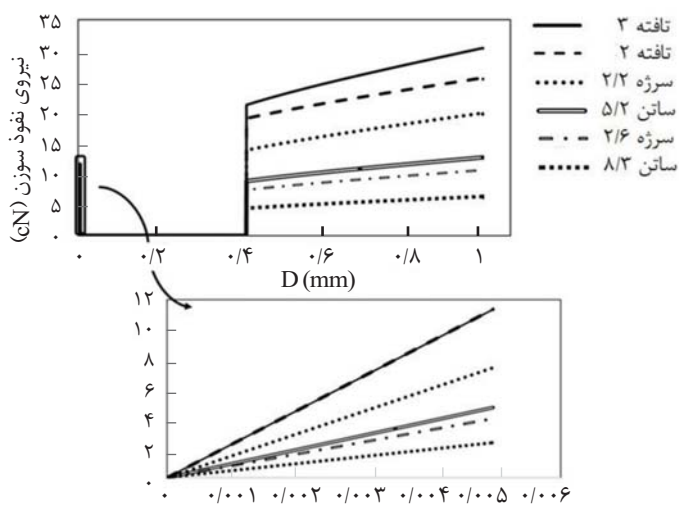 نیروی نفوذ سوزن (cN)
۳۵
۳۰
۲۵
۲۰
۱۵
۱۰
۵
۰
۰ ۰/۲ ۰/۴ ۰/۶ ۰/۸ ۱
D (mm)
تافته ۳
تافته ۲
سرژه ۲/۲
ساتن ۵/۲
سرژه ۲/۶
ساتن ۸/۳
۱۲
۱۰
۸
۶
۴
۲
۰
۰ ۰/۰۰۱ ۰/۰۰۲ ۰/۰۰۳ ۰/۰۰۴ ۰/۰۰۵ ۰/۰۰۶